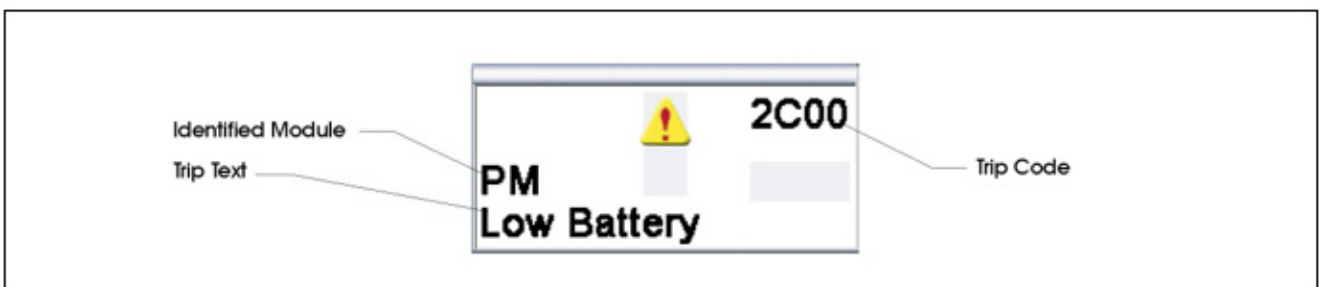 Identified Module
Trip Text
2C00
PM
Low Battery
Trip Code